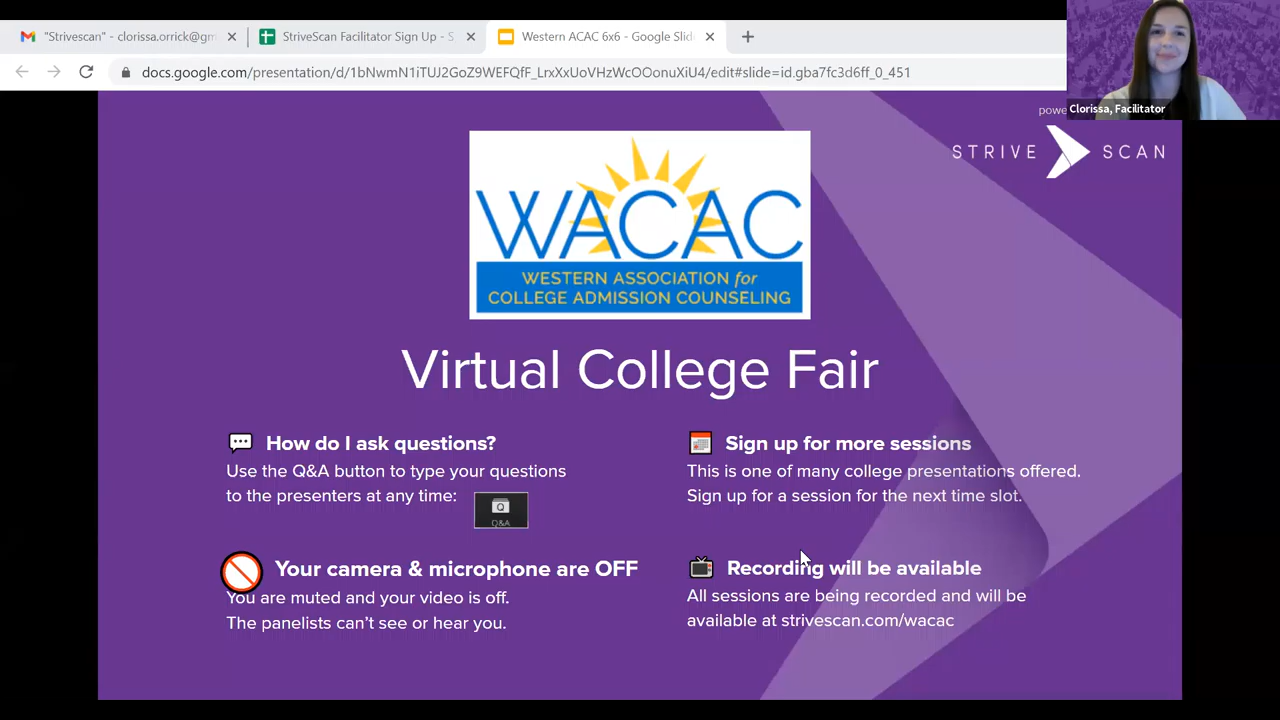 "Strivescan" - clorissa.orrick@gm
StriveScan Facilitator Sign Up - S
Western ACAC 6x6 - Google Slid
docs.google.com/presentation/d/1bNwmN1iTUJ2GoZ9WEFQfF_LrxXxUoVHzWcOOonuXiU4/edit#slide=id.gba7fc3d6ff_0_451
Clorissa, Facilitator
STRIVE SCAN
WACAC
WESTERN ASSOCIATION for
COLLEGE ADMISSION COUNSELING
Virtual College Fair
How do I ask questions?
Use the Q&A button to type your questions
to the presenters at any time:
Q&A
Sign up for more sessions
This is one of many college presentations offered.
Sign up for a session for the next time slot.
Your camera & microphone are OFF
You are muted and your video is off.
The panelists can't see or hear you.
Recording will be available
All sessions are being recorded and will be
available at strivescan.com/wacac